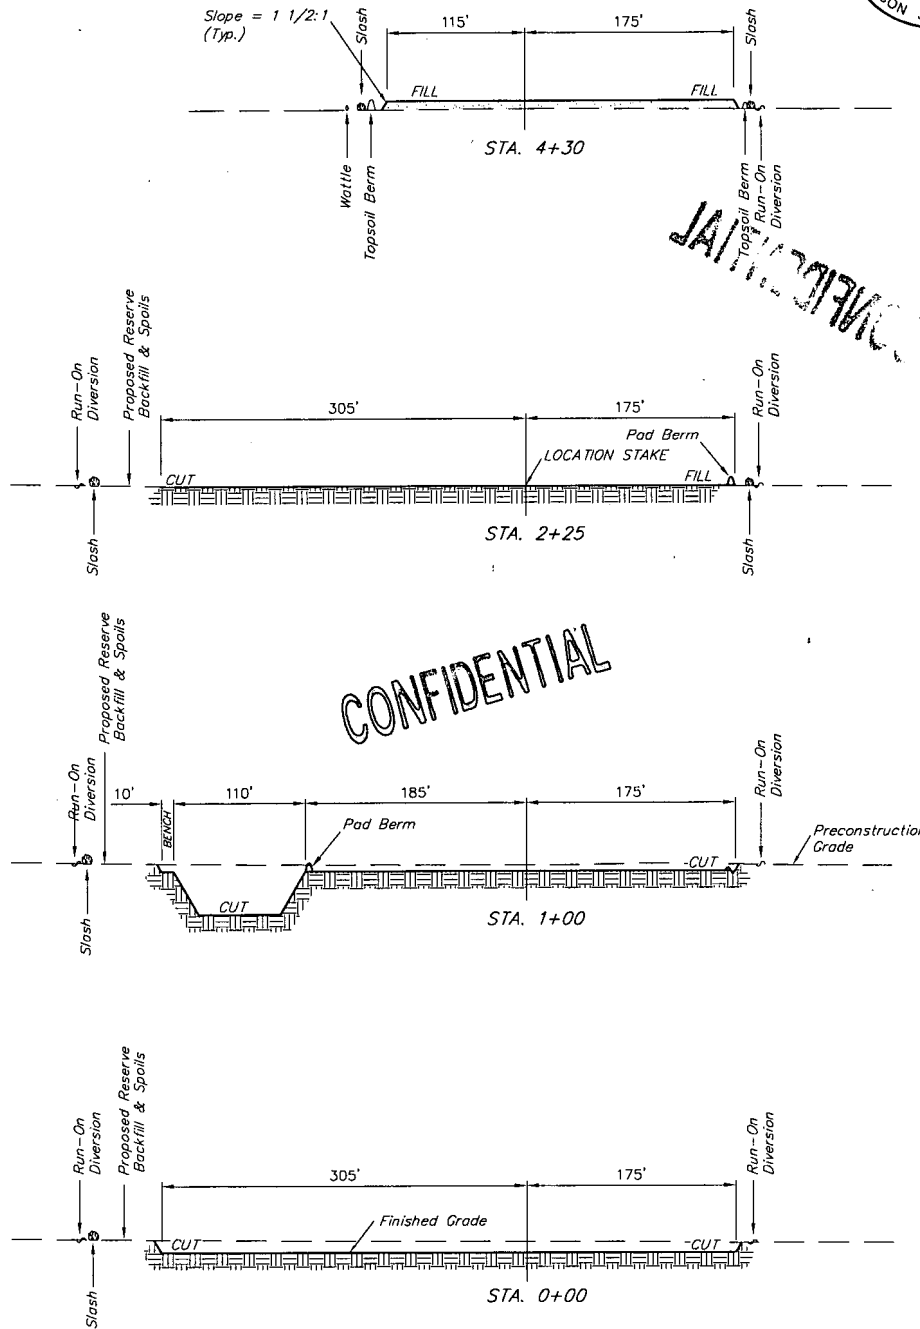 SON
Slope = 1 1/2:1
(Typ.)
Slash
115'
175'
Slash
FILL
FILL
STA. 4+30
Wattle
Topsoil Berm
Topsoil Berm
Run-On
Diversion
Run-On
Diversion
Proposed Reserve
Backfill & Spoils
305'
175'
Pad Berm
LOCATION STAKE
Run-On
Diversion
CUT
FILL
STA. 2+25
Slash
Slash
CONFIDENTIAL
Run-On
Diversion
Proposed Reserve
Backfill & Spoils
10'
110'
185'
175'
BENCH
Pad Berm
Run-On
Diversion
Preconstruction
Grade
CUT
CUT
STA. 1+00
Slash
Run-On
Diversion
Proposed Reserve
Backfill & Spoils
305'
175'
Run-On
Diversion
Finished Grade
CUT
CUT
STA. 0+00
Slash